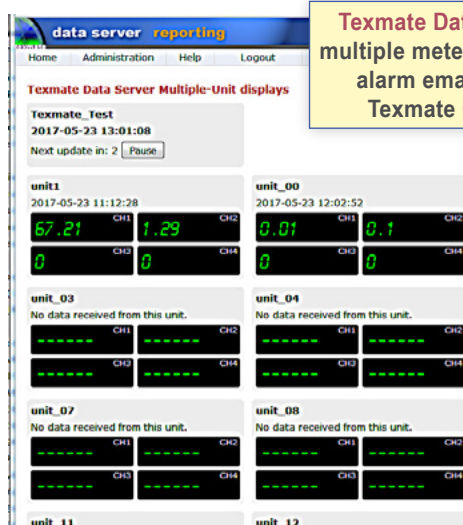 data server reporting
Texmate Dat
multiple mete
alarm ema
Texmate
Home Administration Help Logout
Texmate Data Server Multiple-Unit displays
Texmate_Test
2017-05-23 13:01:08
Next update in: 2 Pause
unit1
2017-05-23 11:12:28
67.21 CH1 1.29 CH2
0 CH3 0 CH4
unit_00
2017-05-23 12:02:52
0.01 CH1 0.1 CH2
0 CH3 0 CH4
unit_03
No data received from this unit.
------ CH1 ------ CH2
------ CH3 ------ CH4
unit_04
No data received from this unit.
------ CH1 ------ CH2
------ CH3 ------ CH4
unit_07
No data received from this unit.
------ CH1 ------ CH2
------ CH3 ------ CH4
unit_08
No data received from this unit.
------ CH1 ------ CH2
------ CH3 ------ CH4
unit_11
unit_12